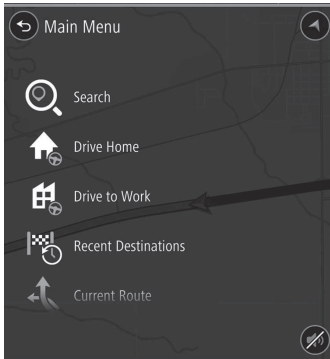 Main Menu
Search
Drive Home
Drive to Work
Recent Destinations
Current Route